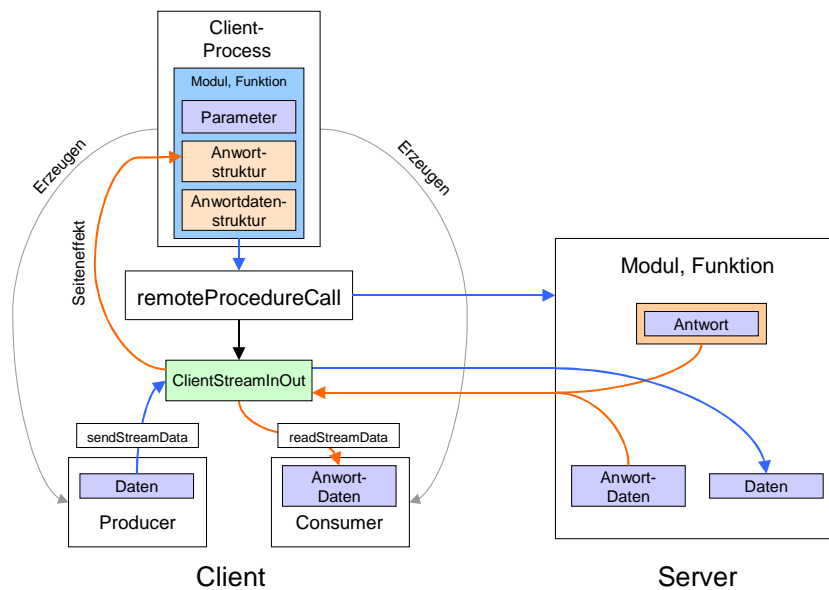 Client-
Process
Modul, Funktion
Parameter
Anwort-
struktur
Anwortdaten-
struktur
Erzeugen
Erzeugen
Seiteneffekt
remoteProcedureCall
Modul, Funktion
Antwort
ClientStreamInOut
sendStreamData
readStreamData
Daten
Producer
Anwort-
Daten
Consumer
Anwort-
Daten
Daten
Client
Server